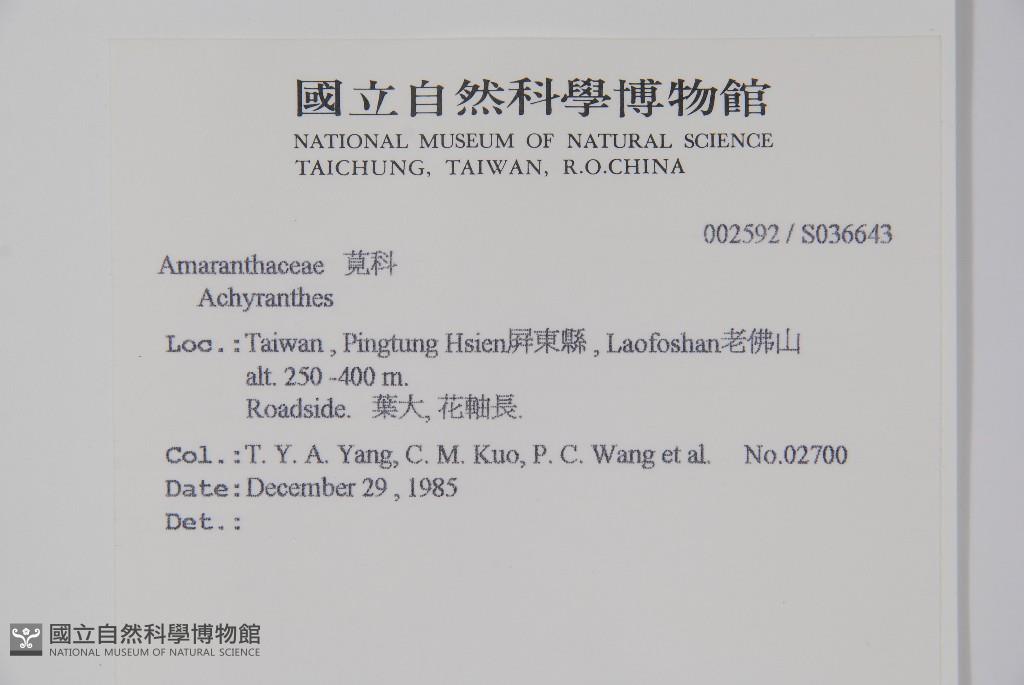 國立自然科學博物館
NATIONAL MUSEUM OF NATURAL SCIENCE
TAICHUNG, TAIWAN, R.O.CHINA
002592 / S036643
Amaranthaceae 莧科
Achyranthes
Loc.: Taiwan , Pingtung Hsien屏東縣 , Laofoshan老佛山
alt. 250 -400 m.
Roadside. 葉大, 花軸長.
Col.: T. Y. A. Yang, C. M. Kuo, P. C. Wang et al. No.02700
Date: December 29 , 1985
Det.:
國立自然科學博物館
NATIONAL MUSEUM OF NATURAL SCIENCE